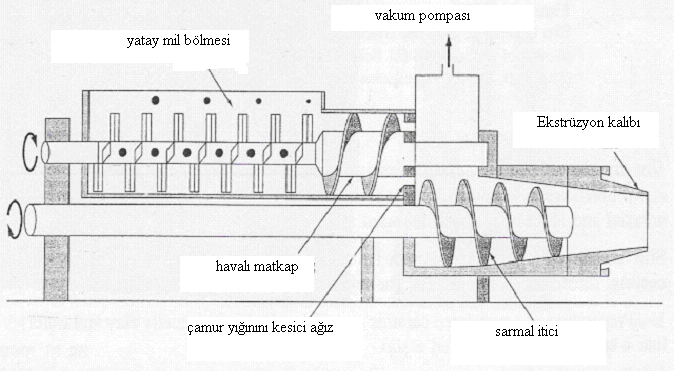 vakum pompası
yatay mil bölmesi
Ekstrüzyon kalıbı
havalı matkap
çamur yığınını kesici ağız
sarmal itici